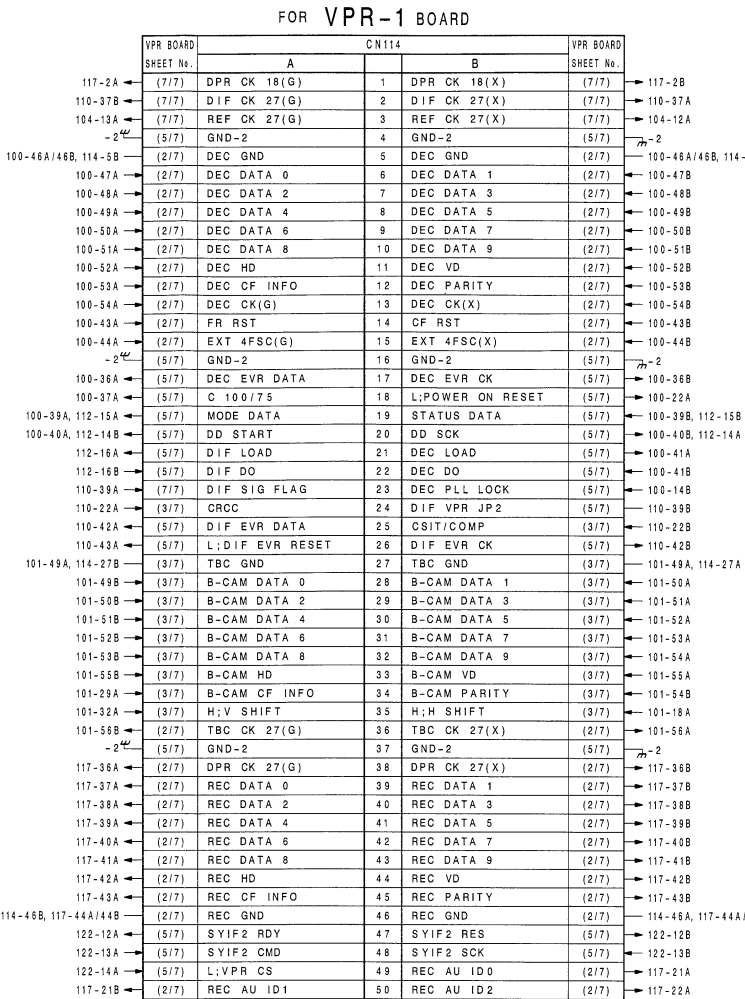 FOR VPR-1 BOARD
VPR BOARD CN114 VPR BOARD
SHEET No. A B SHEET No.
117-2A (7/7) DPR CK 18(G) 1 DPR CK 18(X) (7/7) 117-2B
110-37B (7/7) DIF CK 27(G) 2 DIF CK 27(X) (7/7) 110-37A
104-13A (7/7) REF CK 27(G) 3 REF CK 27(X) (7/7) 104-12A
-2 (5/7) GND-2 4 GND-2 (5/7) -2
100-46A/46B, 114-5B (2/7) DEC GND 5 DEC GND (2/7) 100-46A/46B, 114-
100-47A (2/7) DEC DATA 0 6 DEC DATA 1 (2/7) 100-47B
100-48A (2/7) DEC DATA 2 7 DEC DATA 3 (2/7) 100-48B
100-49A (2/7) DEC DATA 4 8 DEC DATA 5 (2/7) 100-49B
100-50A (2/7) DEC DATA 6 9 DEC DATA 7 (2/7) 100-50B
100-51A (2/7) DEC DATA 8 10 DEC DATA 9 (2/7) 100-51B
100-52A (2/7) DEC HD 11 DEC VD (2/7) 100-52B
100-53A (2/7) DEC CF INFO 12 DEC PARITY (2/7) 100-53B
100-54A (2/7) DEC CK(G) 13 DEC CK(X) (2/7) 100-54B
100-43A (2/7) FR RST 14 CF RST (2/7) 100-43B
100-44A (2/7) EXT 4FSC(G) 15 EXT 4FSC(X) (2/7) 100-44B
-2 (5/7) GND-2 16 GND-2 (5/7) -2
100-36A (5/7) DEC EVR DATA 17 DEC EVR CK (5/7) 100-36B
100-37A (5/7) C 100/75 18 L;POWER ON RESET (5/7) 100-22A
100-39A, 112-15A (5/7) MODE DATA 19 STATUS DATA (5/7) 100-39B, 112-15B
100-40A, 112-14B (5/7) DD START 20 DD SCK (5/7) 100-40B, 112-14A
112-16A (5/7) DIF LOAD 21 DEC LOAD (5/7) 100-41A
112-16B (5/7) DIF DO 22 DEC DO (5/7) 100-41B
110-39A (7/7) DIF SIG FLAG 23 DEC PLL LOCK (5/7) 100-14B
110-22A (3/7) CRCC 24 DIF VPR JP2 (5/7) 110-39B
110-42A (5/7) DIF EVR DATA 25 CSIT/COMP (3/7) 110-22B
110-43A (5/7) L;DIF EVR RESET 26 DIF EVR CK (5/7) 110-42B
101-49A, 114-27B (3/7) TBC GND 27 TBC GND (3/7) 101-49A, 114-27A
101-49B (3/7) B-CAM DATA 0 28 B-CAM DATA 1 (3/7) 101-50A
101-50B (3/7) B-CAM DATA 2 29 B-CAM DATA 3 (3/7) 101-51A
101-51B (3/7) B-CAM DATA 4 30 B-CAM DATA 5 (3/7) 101-52A
101-52B (3/7) B-CAM DATA 6 31 B-CAM DATA 7 (3/7) 101-53A
101-53B (3/7) B-CAM DATA 8 32 B-CAM DATA 9 (3/7) 101-54A
101-55B (3/7) B-CAM HD 33 B-CAM VD (3/7) 101-55A
101-29A (3/7) B-CAM CF INFO 34 B-CAM PARITY (3/7) 101-54B
101-32A (3/7) H;V SHIFT 35 H;H SHIFT (3/7) 101-18A
101-56B (2/7) TBC CK 27(G) 36 TBC CK 27(X) (2/7) 101-56A
-2 (5/7) GND-2 37 GND-2 (5/7) -2
117-36A (2/7) DPR CK 27(G) 38 DPR CK 27(X) (2/7) 117-36B
117-37A (2/7) REC DATA 0 39 REC DATA 1 (2/7) 117-37B
117-38A (2/7) REC DATA 2 40 REC DATA 3 (2/7) 117-38B
117-39A (2/7) REC DATA 4 41 REC DATA 5 (2/7) 117-39B
117-40A (2/7) REC DATA 6 42 REC DATA 7 (2/7) 117-40B
117-41A (2/7) REC DATA 8 43 REC DATA 9 (2/7) 117-41B
117-42A (2/7) REC HD 44 REC VD (2/7) 117-42B
117-43A (2/7) REC CF INFO 45 REC PARITY (2/7) 117-43B
114-46B, 117-44A/44B (2/7) REC GND 46 REC GND (2/7) 114-46A, 117-44A/
122-12A (5/7) SYIF2 RDY 47 SYIF2 RES (5/7) 122-12B
122-13A (5/7) SYIF2 CMD 48 SYIF2 SCK (5/7) 122-13B
122-14A (5/7) L;VPR CS 49 REC AU ID0 (2/7) 117-21A
117-21B (2/7) REC AU ID1 50 REC AU ID2 (2/7) 117-22A